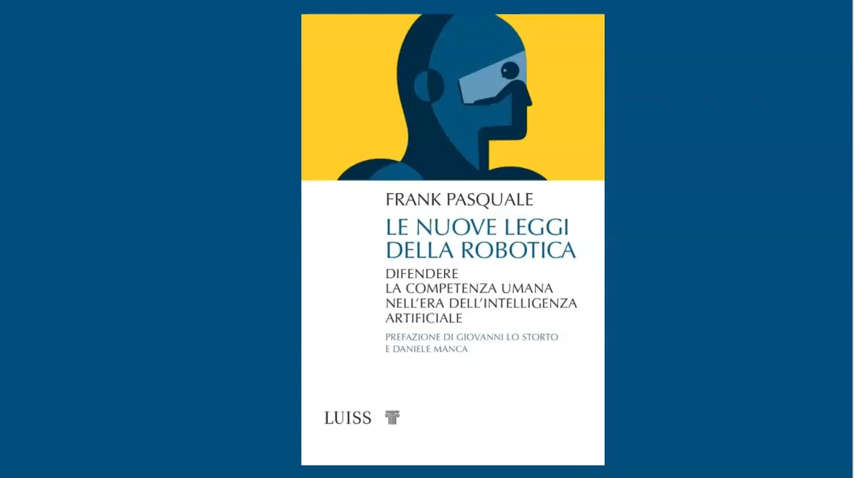 FRANK PASQUALE
LE NUOVE LEGGI
DELLA ROBOTICA
DIFENDERE
LA COMPETENZA UMANA
NELL'ERA DELL'INTELLIGENZA
ARTIFICIALE
PREFAZIONE DI GIOVANNI LO STORTO
E DANIELE MANCA
LUISS